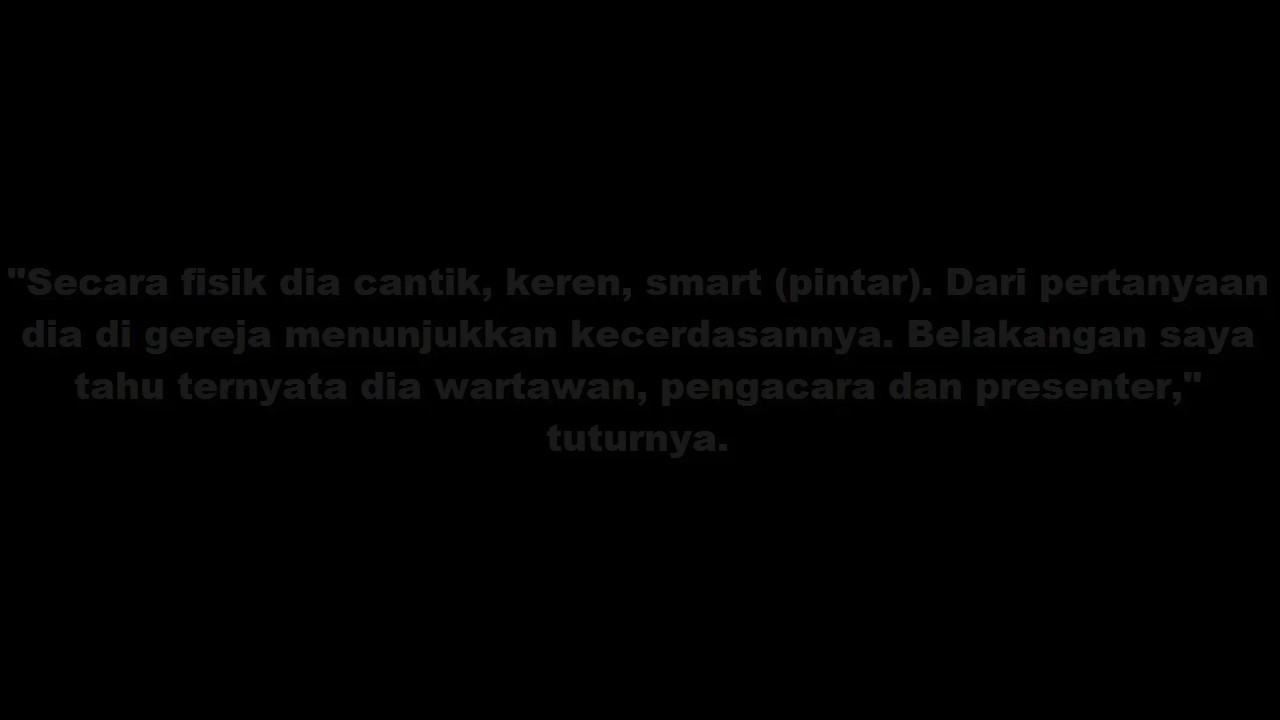 "Secara fisik dia cantik, keren, smart (pintar). Dari pertanyaan
dia di gereja menunjukkan kecerdasannya. Belakangan saya
tahu ternyata dia wartawan, pengacara dan presenter,"
tuturnya.